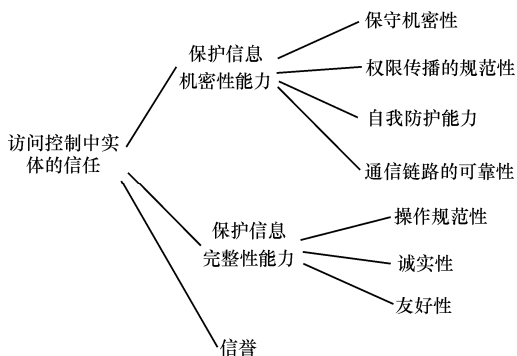 访问控制中实
体的信任
保护信息
机密性能力
保守机密性
权限传播的规范性
自我防护能力
通信链路的可靠性
保护信息
完整性能力
操作规范性
诚实性
友好性
信誉